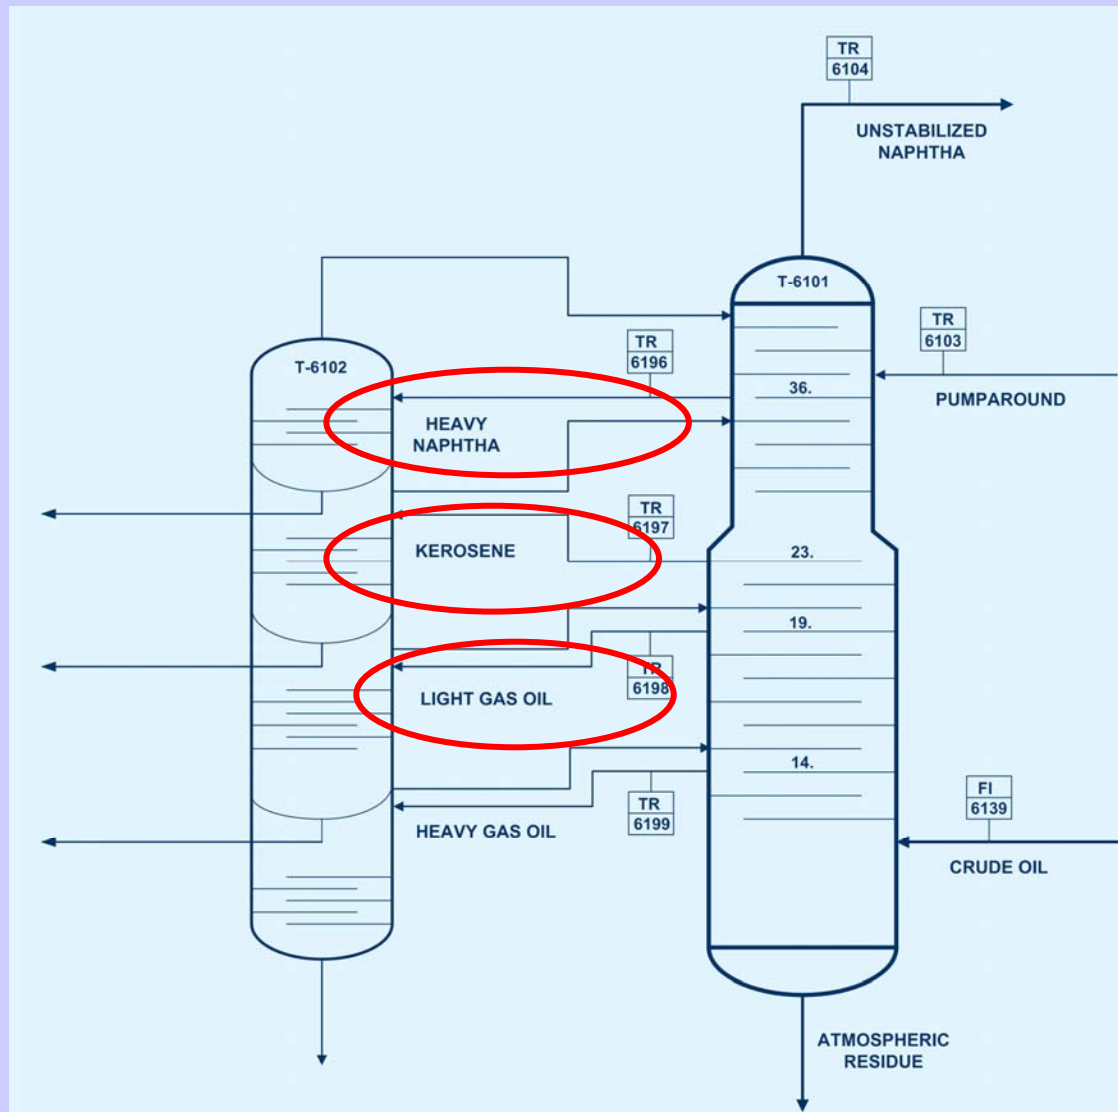 TR
6104
UNSTABILIZED
NAPHTHA
T-6101
T-6102
TR
6196
TR
6103
36.
PUMPAROUND
HEAVY
NAPHTHA
TR
6197
KEROSENE
23.
19.
TR
6198
LIGHT GAS OIL
14.
TR
6199
HEAVY GAS OIL
FI
6139
CRUDE OIL
ATMOSPHERIC
RESIDUE